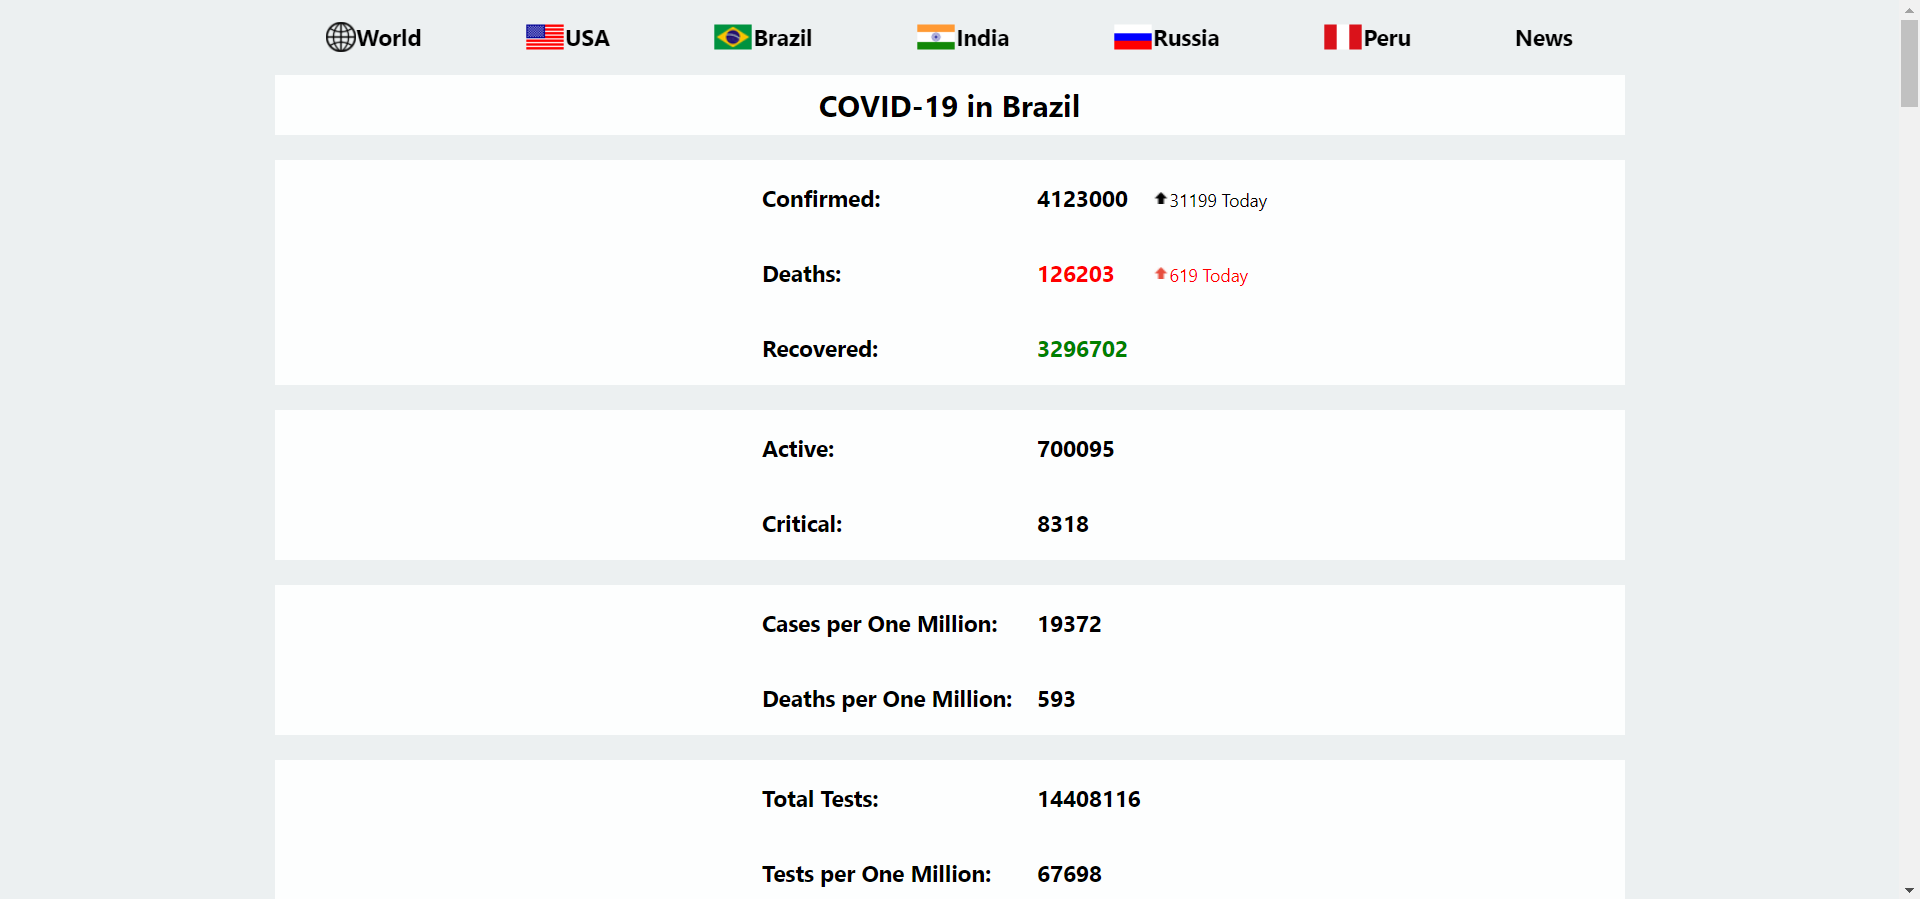 World USA Brazil India Russia Peru News
COVID-19 in Brazil
Confirmed: 4123000 31199 Today
Deaths: 126203 619 Today
Recovered: 3296702
Active: 700095
Critical: 8318
Cases per One Million: 19372
Deaths per One Million: 593
Total Tests: 14408116
Tests per One Million: 67698